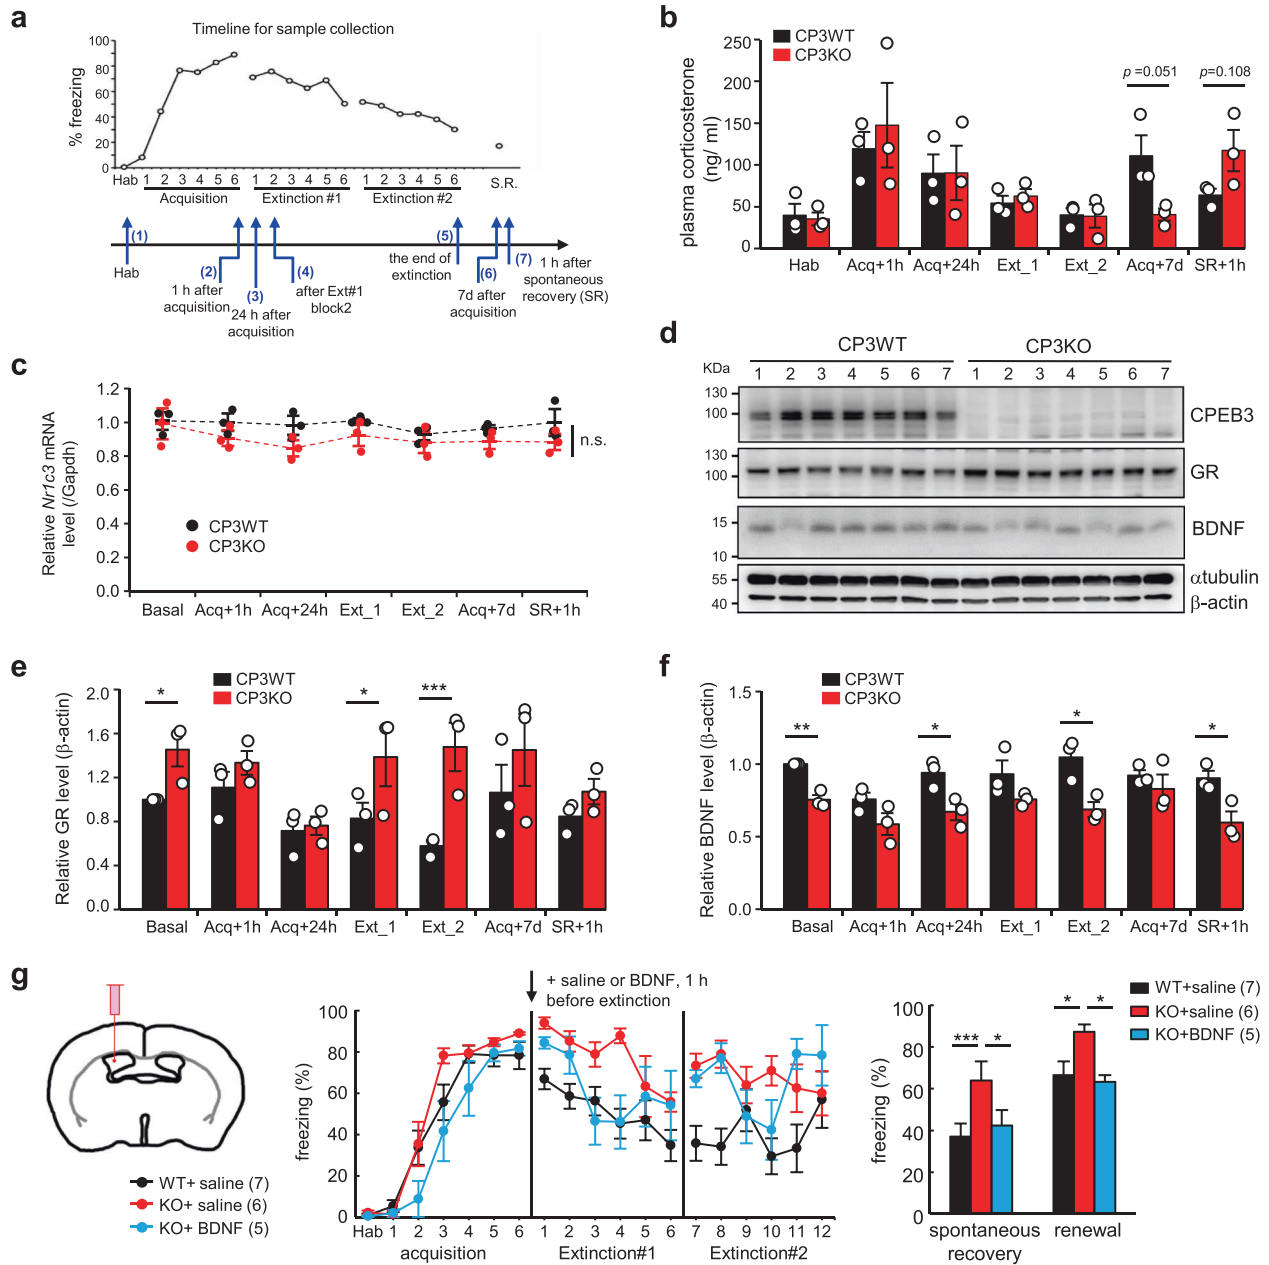 a
Timeline for sample collection
% freezing
100
80
60
40
20
0
Hab 1 2 3 4 5 6 1 2 3 4 5 6 1 2 3 4 5 6 S.R.
Acquisition Extinction #1 Extinction #2
(1)
Hab
(2)
1 h after
acquisition
(3)
24 h after
acquisition
(4)
after Ext#1
block2
(5)
the end of
extinction
(6)
7d after
acquisition
(7) 1 h after
spontaneous
recovery (SR)
b
CP3WT
CP3KO
plasma corticosterone
(ng/ ml)
250
200
150
100
50
0
p =0.051
p=0.108
Hab Acq+1h Acq+24h Ext_1 Ext_2 Acq+7d SR+1h
c
Relative Nr1c3 mRNA
level (/Gapdh)
1.2
1.0
0.8
0.6
0.4
0.2
0.0
n.s.
CP3WT
CP3KO
Basal Acq+1h Acq+24h Ext_1 Ext_2 Acq+7d SR+1h
d
CP3WT CP3KO
KDa 1 2 3 4 5 6 7 1 2 3 4 5 6 7
130
100
CPEB3
130
100
GR
15
10
BDNF
55
40
αtubulin
β-actin
e
CP3WT
CP3KO
Relative GR level (β-actin)
2.0
1.6
1.2
0.8
0.4
0.0
* * ***
Basal Acq+1h Acq+24h Ext_1 Ext_2 Acq+7d SR+1h
f
CP3WT
CP3KO
Relative BDNF level (β-actin)
1.5
1.0
0.5
0.0
** * * *
Basal Acq+1h Acq+24h Ext_1 Ext_2 Acq+7d SR+1h
g
WT+ saline (7)
KO+ saline (6)
KO+ BDNF (5)
+ saline or BDNF, 1 h
before extinction
freezing (%)
100
80
60
40
20
0
Hab 1 2 3 4 5 6 1 2 3 4 5 6 7 8 9 10 11 12
acquisition Extinction#1 Extinction#2
WT+saline (7)
KO+saline (6)
KO+BDNF (5)
freezing (%)
100
80
60
40
20
0
*** * * *
spontaneous
recovery
renewal